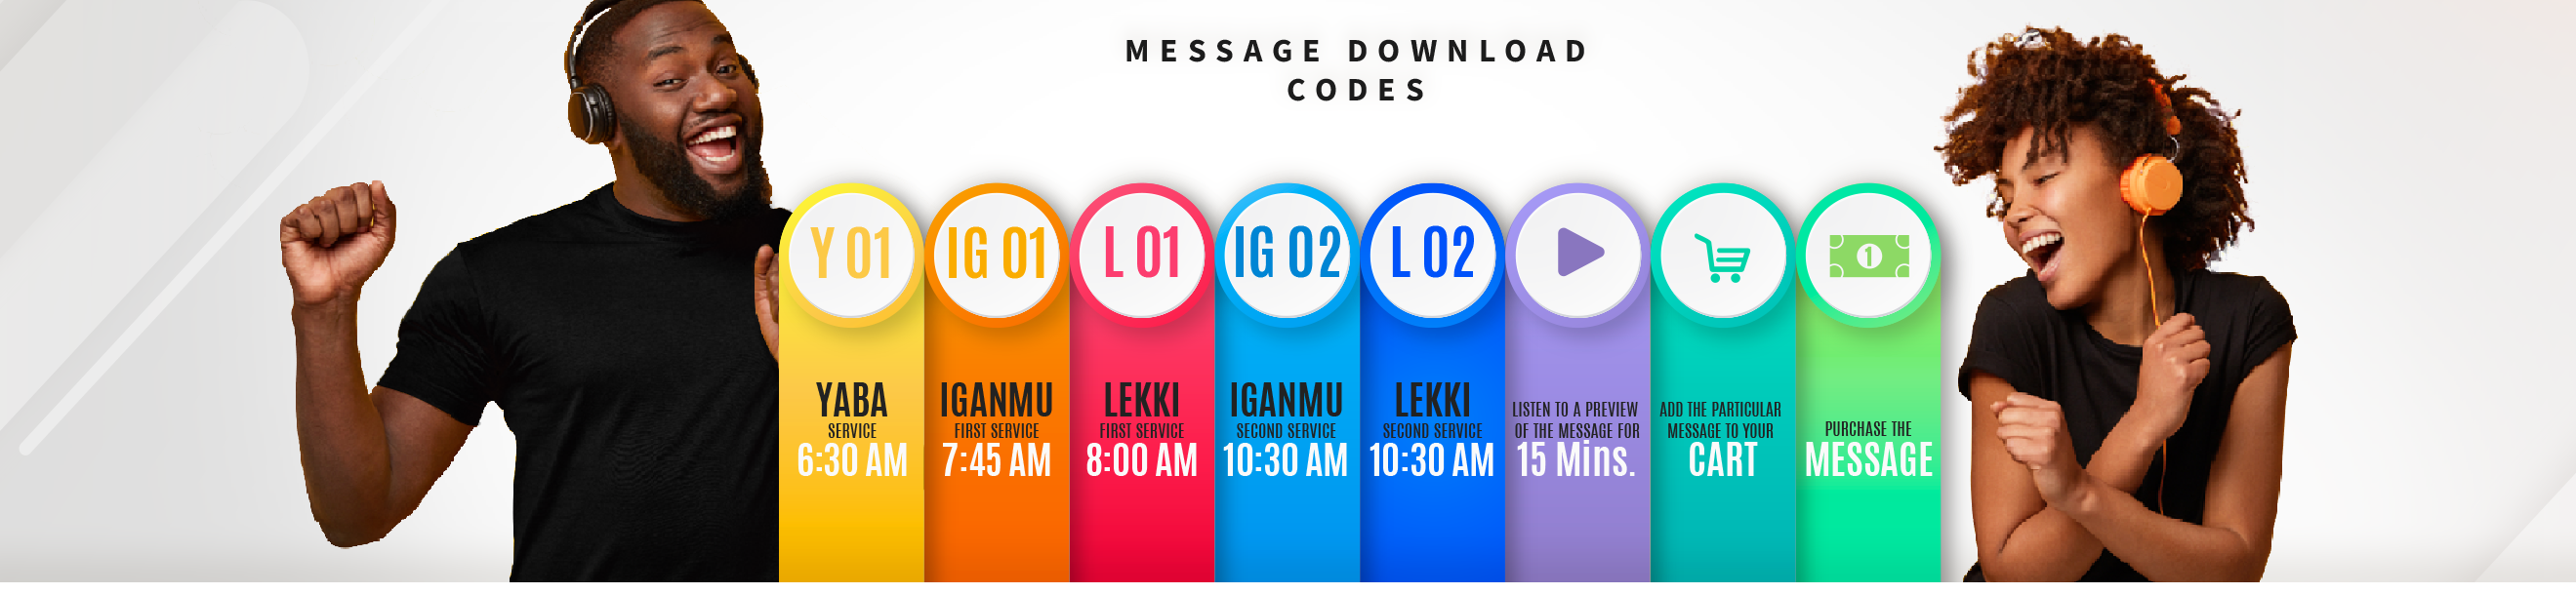 MESSAGE DOWNLOAD
CODES
Y 01
YABA
SERVICE
6:30 AM
IG 01
IGANMU
FIRST SERVICE
7:45 AM
L 01
LEKKI
FIRST SERVICE
8:00 AM
IG 02
IGANMU
SECOND SERVICE
10:30 AM
L 02
LEKKI
SECOND SERVICE
10:30 AM
LISTEN TO A PREVIEW
OF THE MESSAGE FOR
15 Mins.
ADD THE PARTICULAR
MESSAGE TO YOUR
CART
1
PURCHASE THE
MESSAGE